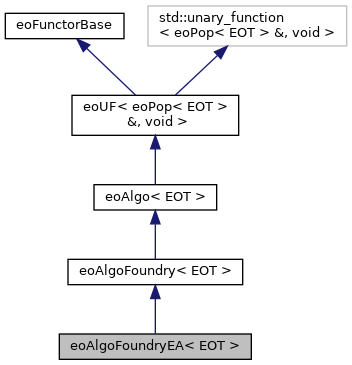 eoFunctorBase
std::unary_function
< eoPop< EOT > &, void >
eoUF< eoPop< EOT >
&, void >
eoAlgo< EOT >
eoAlgoFoundry< EOT >
eoAlgoFoundryEA< EOT >